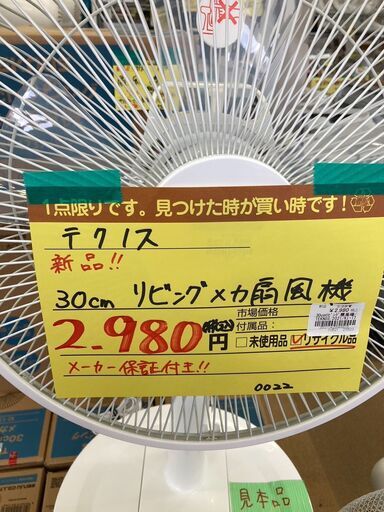 1点限りです。見つけた時が買い時です!
テクノス
新品!!
30cm リビングメカ扇風機
市場価格
2.980円(税込)
付属品:
未使用品 リサイクル品
メーカー保証付き!!
0022
¥2,980
見本品
30cm